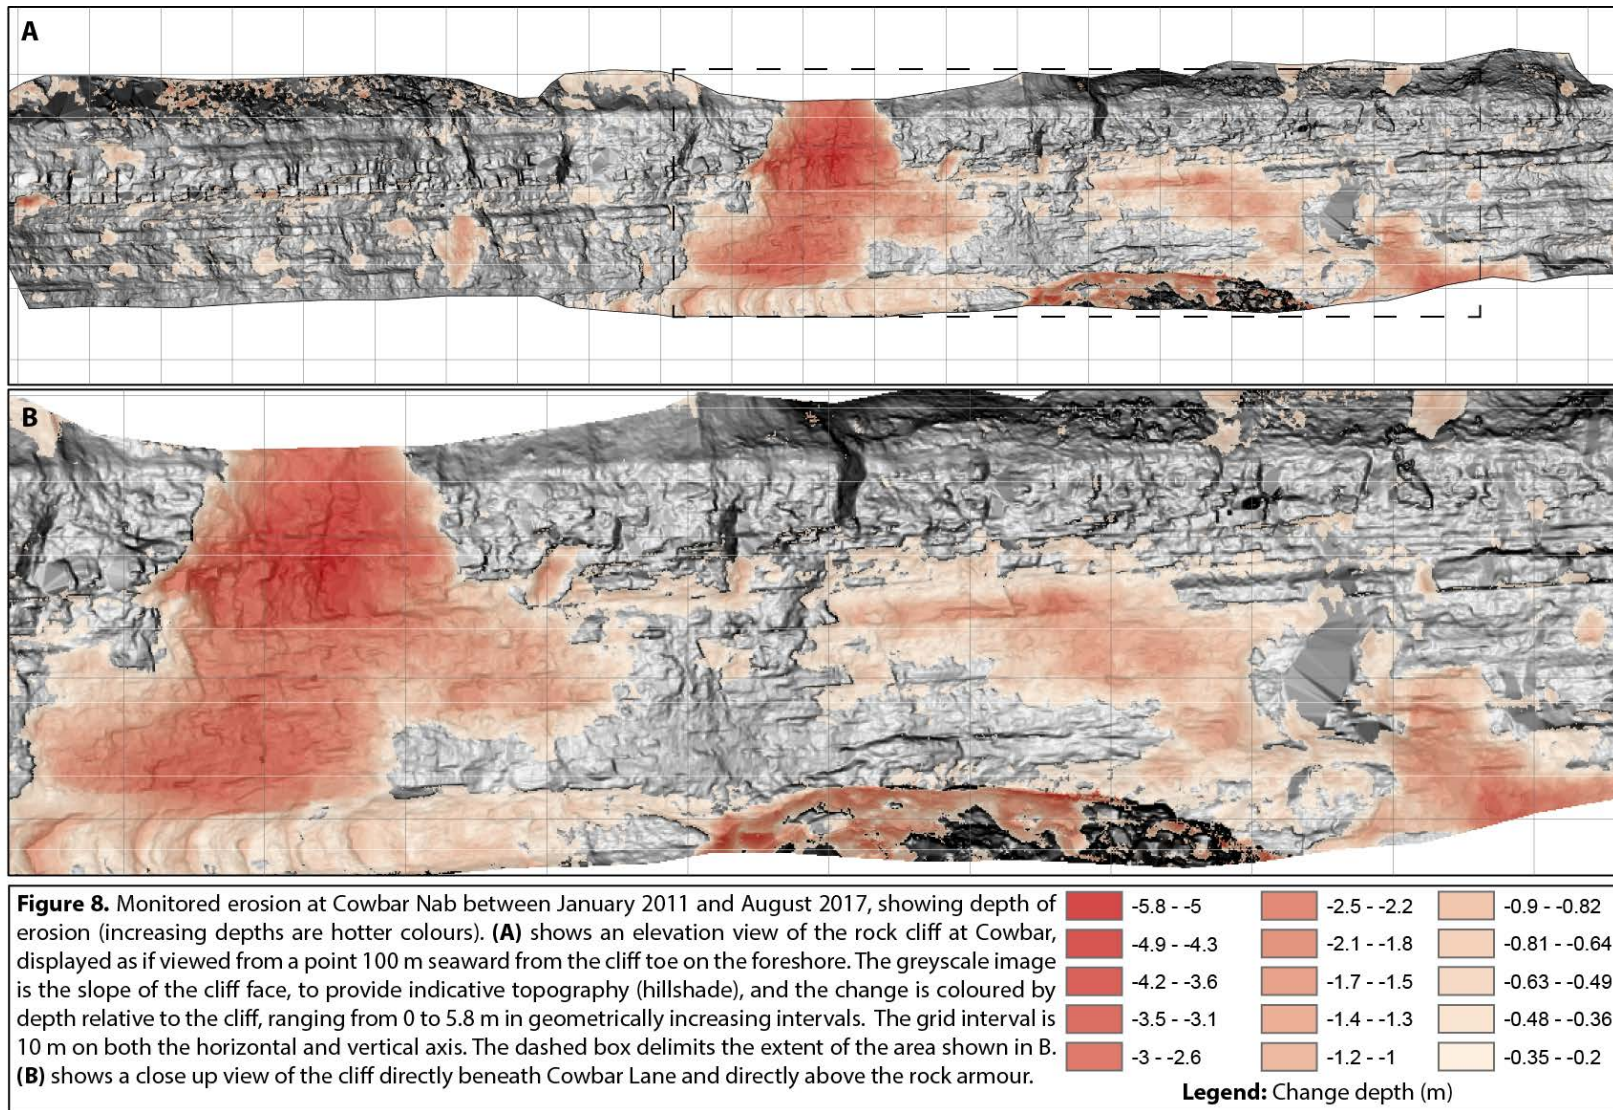 A
B
Figure 8. Monitored erosion at Cowbar Nab between January 2011 and August 2017, showing depth of
erosion (increasing depths are hotter colours). (A) shows an elevation view of the rock cliff at Cowbar,
displayed as if viewed from a point 100 m seaward from the cliff toe on the foreshore. The greyscale image
is the slope of the cliff face, to provide indicative topography (hillshade), and the change is coloured by
depth relative to the cliff, ranging from 0 to 5.8 m in geometrically increasing intervals. The grid interval is
10 m on both the horizontal and vertical axis. The dashed box delimits the extent of the area shown in B.
(B) shows a close up view of the cliff directly beneath Cowbar Lane and directly above the rock armour.
-5.8 - -5
-4.9 - -4.3
-4.2 - -3.6
-3.5 - -3.1
-3 - -2.6
-2.5 - -2.2
-2.1 - -1.8
-1.7 - -1.5
-1.4 - -1.3
-1.2 - -1
-0.9 - -0.82
-0.81 - -0.64
-0.63 - -0.49
-0.48 - -0.36
-0.35 - -0.2
Legend: Change depth (m)